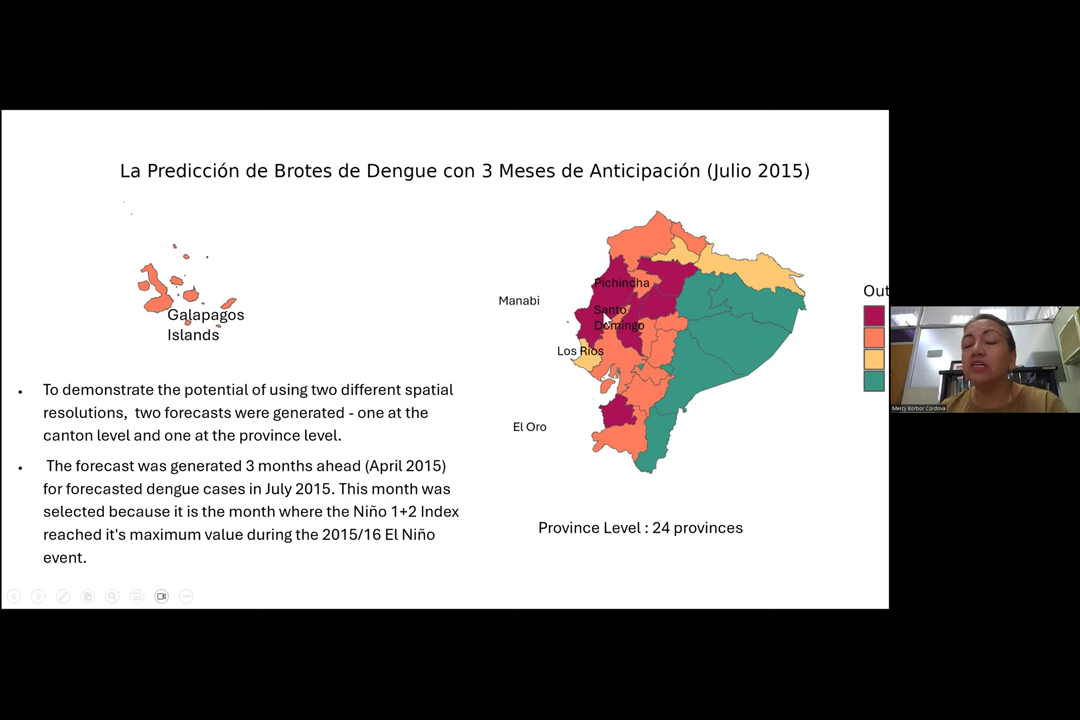 La Predicción de Brotes de Dengue con 3 Meses de Anticipación (Julio 2015)
Galapagos
Islands
Manabi
Pichincha
Santo
Domingo
Los Rios
El Oro
Out
• To demonstrate the potential of using two different spatial
resolutions, two forecasts were generated - one at the
canton level and one at the province level.
• The forecast was generated 3 months ahead (April 2015)
for forecasted dengue cases in July 2015. This month was
selected because it is the month where the Niño 1+2 Index
reached it's maximum value during the 2015/16 El Niño
event.
Province Level : 24 provinces
Mercy Borbor Cordova